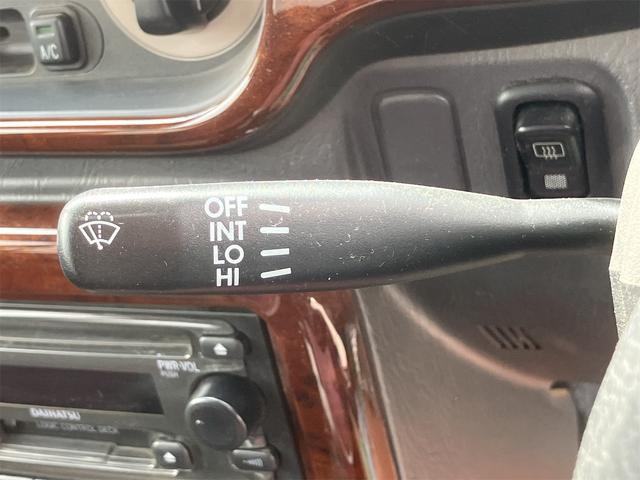 A/C
OFF
INT
LO
HI
PWR·VOL
PUSH
DAIHATSU
LOGIC CONTROL DECK